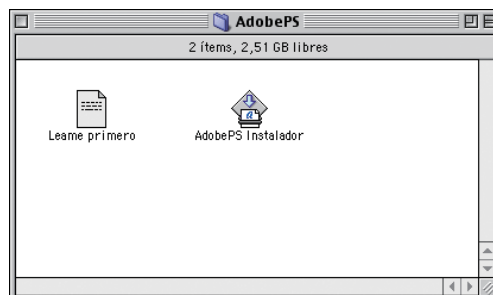 AdobePS
2 ítems, 2,51 GB libres
Leame primero
AdobePS Instalador